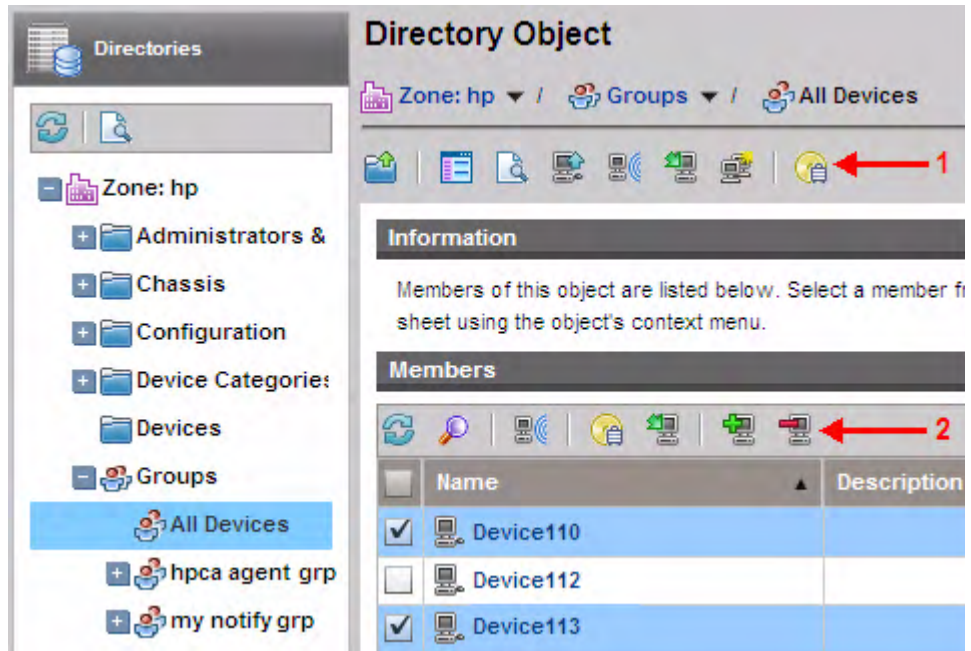 Directories
Zone: hp
Administrators &
Chassis
Configuration
Device Categories
Devices
Groups
All Devices
hpca agent grp
my notify grp
Directory Object
Zone: hp / Groups / All Devices
1
Information
Members of this object are listed below. Select a member fr
sheet using the object's context menu.
Members
2
Name Description
Device110
Device112
Device113